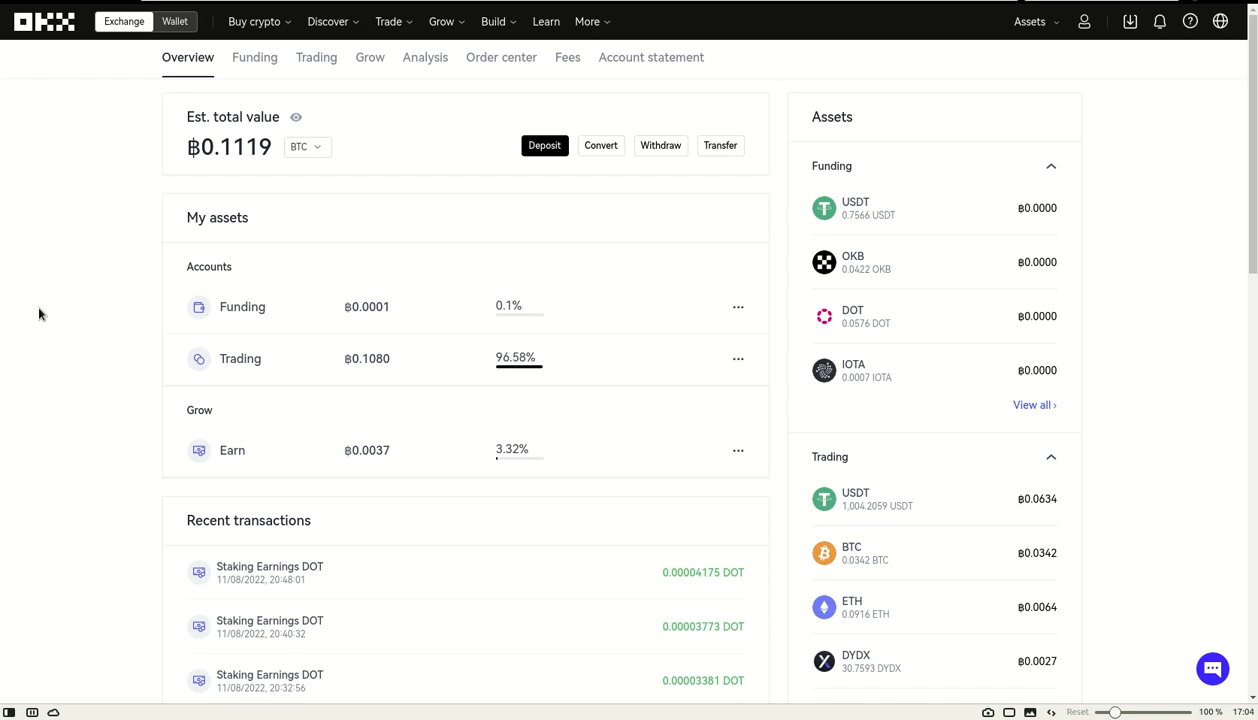 OKX
Exchange Wallet Buy crypto Discover Trade Grow Build Learn More Assets
Overview Funding Trading Grow Analysis Order center Fees Account statement
Est. total value
฿0.1119 BTC Deposit Convert Withdraw Transfer
My assets
Accounts
Funding ฿0.0001 0.1% ...
Trading ฿0.1080 96.58% ...
Grow
Earn ฿0.0037 3.32% ...
Recent transactions
Staking Earnings DOT
11/08/2022, 20:48:01
0.00004175 DOT
Staking Earnings DOT
11/08/2022, 20:40:32
0.00003773 DOT
Staking Earnings DOT
11/08/2022, 20:32:56
0.00003381 DOT
Assets
Funding
USDT
0.7566 USDT
฿0.0000
OKB
0.0422 OKB
฿0.0000
DOT
0.0576 DOT
฿0.0000
IOTA
0.0007 IOTA
฿0.0000
View all ›
Trading
USDT
1,004.2059 USDT
฿0.0634
BTC
0.0342 BTC
฿0.0342
ETH
0.0916 ETH
฿0.0064
DYDX
30.7593 DYDX
฿0.0027
Reset 100 % 17:04